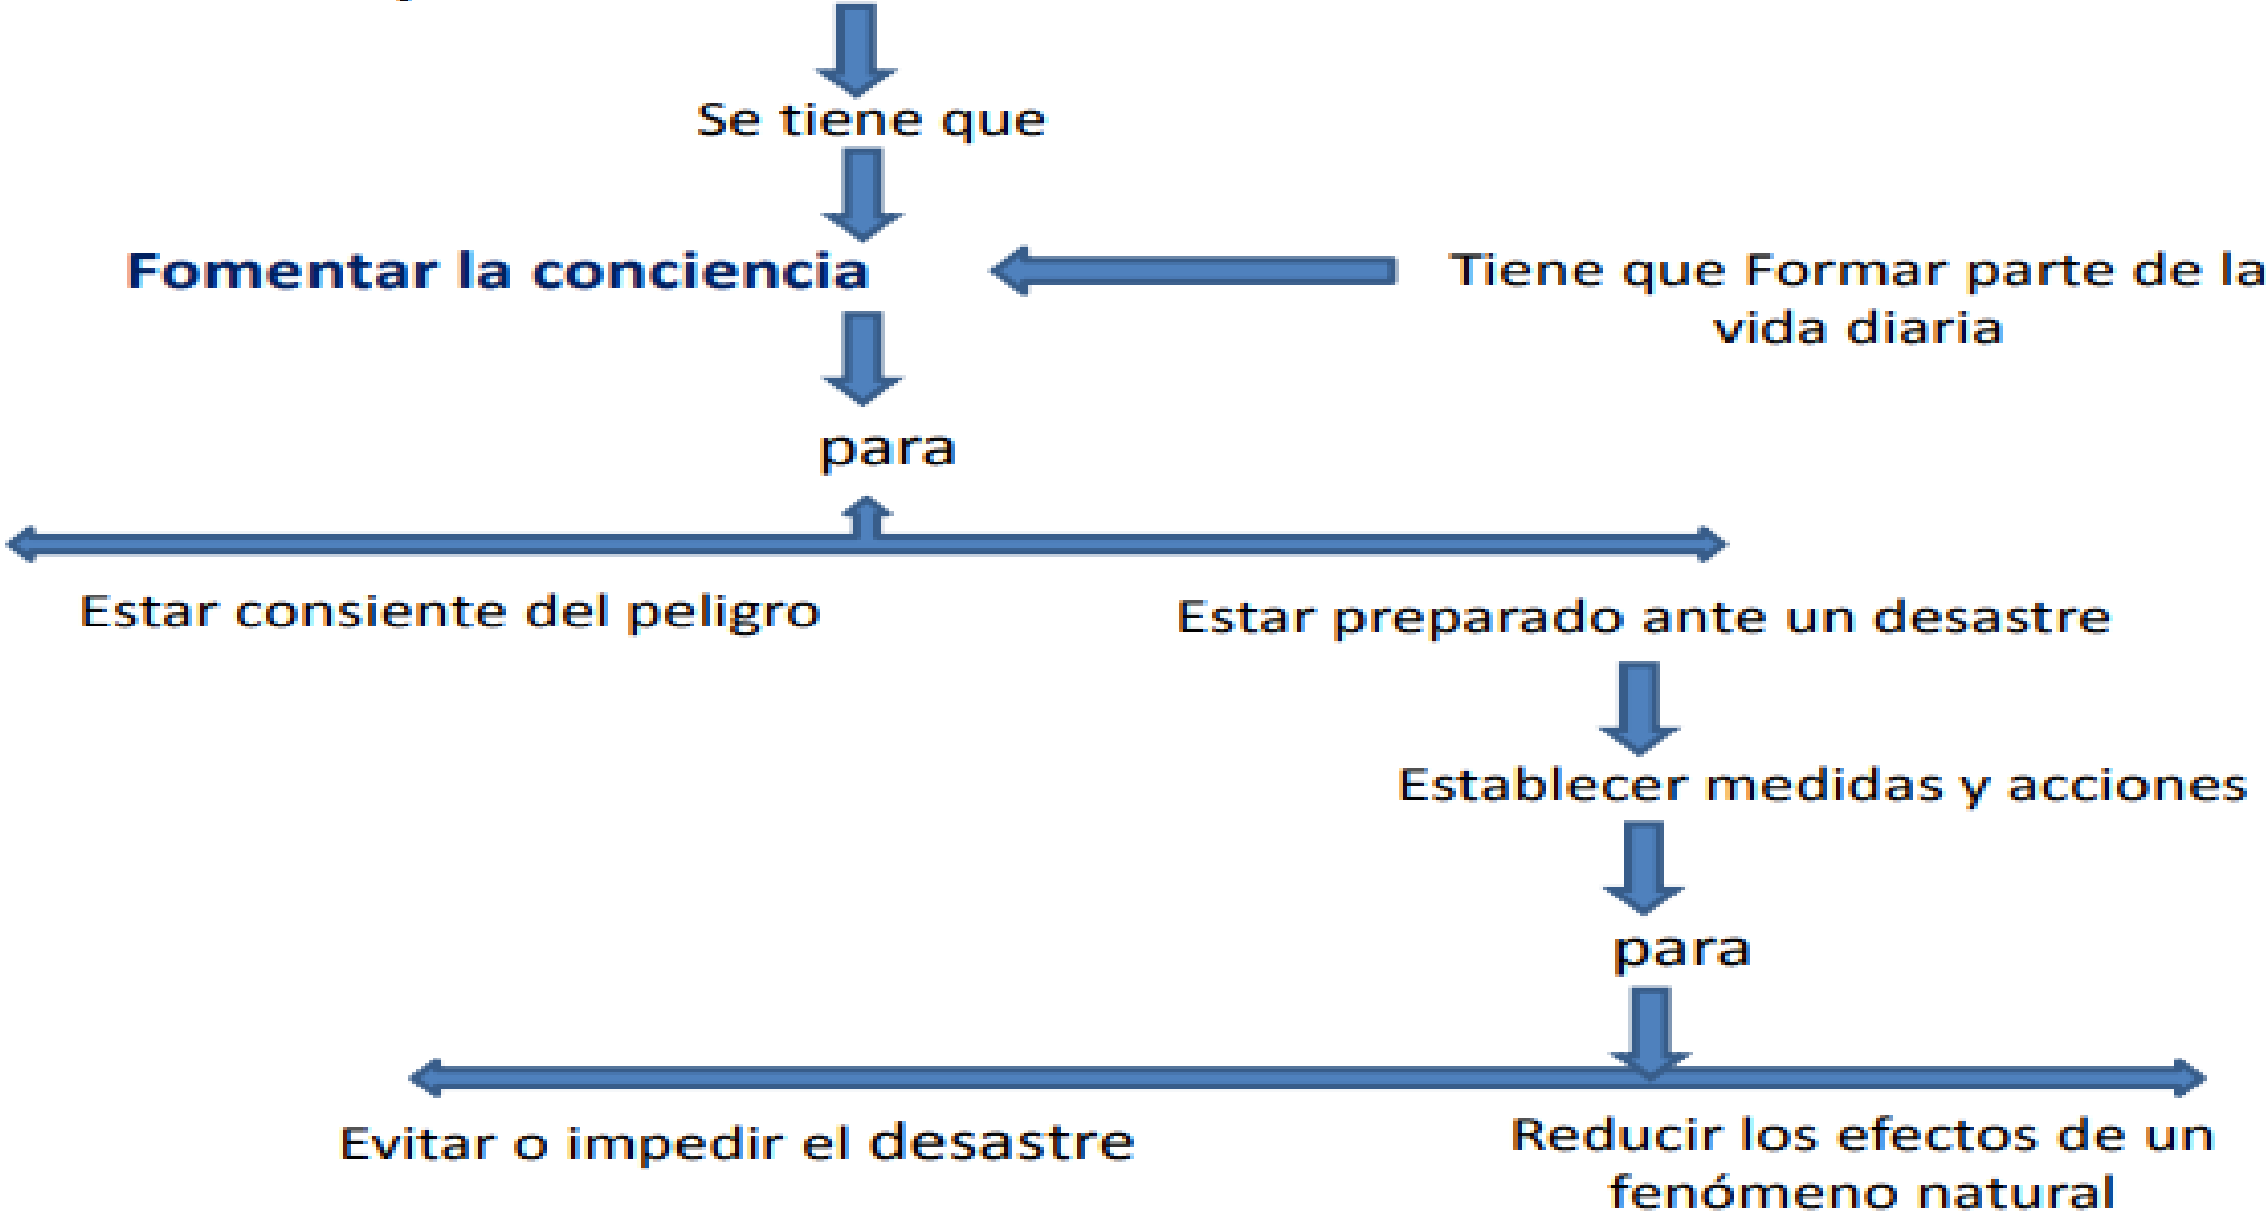 Se tiene que
Fomentar la conciencia
Tiene que Formar parte de la
vida diaria
para
Estar consiente del peligro
Estar preparado ante un desastre
Establecer medidas y acciones
para
Evitar o impedir el desastre
Reducir los efectos de un
fenómeno natural